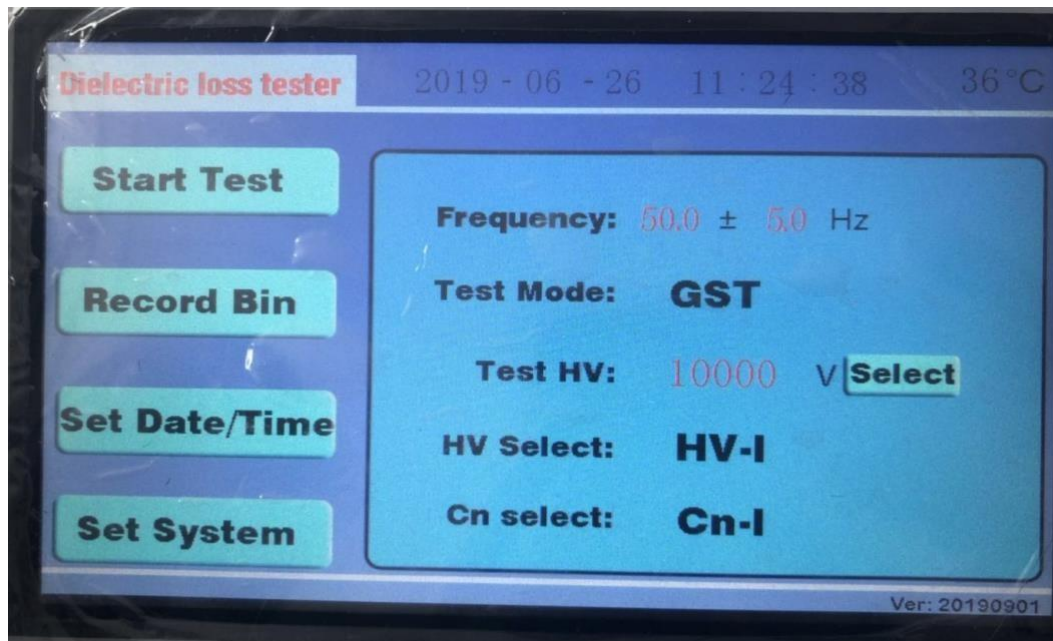 Dielectric loss tester 2019 - 06 - 26 11 : 24 : 38 36°C
Start Test
Record Bin
Set Date/Time
Set System
Frequency: 50.0 ± 5.0 Hz
Test Mode: GST
Test HV: 10000 V Select
HV Select: HV-I
Cn select: Cn-I
Ver: 20190901